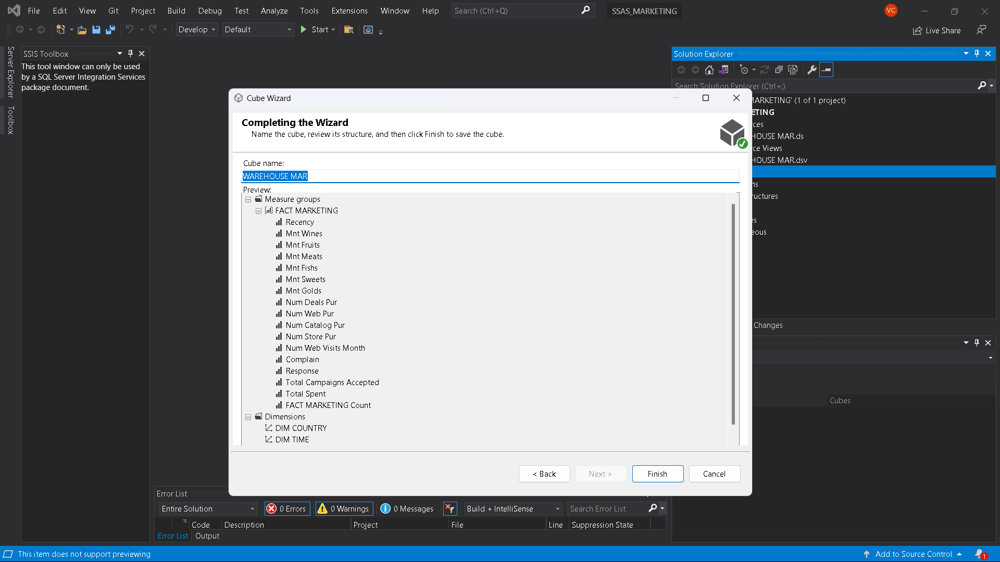 File Edit View Git Project Build Debug Test Analyze Tools Extensions Window Help Search (Ctrl+Q) SSAS_MARKETING VC
Develop Default Start Live Share
Server Explorer
Toolbox
SSIS Toolbox
This tool window can only be used
by a SQL Server Integration Services
package document.
Solution Explorer
Search Solution Explorer (Ctrl+;)
MARKETING' (1 of 1 project)
ETING
rces
HOUSE MAR.ds
rce Views
HOUSE MAR.dsv
ns
ructures
es
eous
Changes
Cubes
Cube Wizard
Completing the Wizard
Name the cube, review its structure, and then click Finish to save the cube.
Cube name:
WAREHOUSE MAR
Preview:
Measure groups
FACT MARKETING
Recency
Mnt Wines
Mnt Fruits
Mnt Meats
Mnt Fishs
Mnt Sweets
Mnt Golds
Num Deals Pur
Num Web Pur
Num Catalog Pur
Num Store Pur
Num Web Visits Month
Complain
Response
Total Campaigns Accepted
Total Spent
FACT MARKETING Count
Dimensions
DIM COUNTRY
DIM TIME
< Back Next > Finish Cancel
Error List
Entire Solution 0 Errors 0 Warnings 0 Messages Build + IntelliSense Search Error List
Code Description Project File Line Suppression State
Error List Output
This item does not support previewing Add to Source Control 1